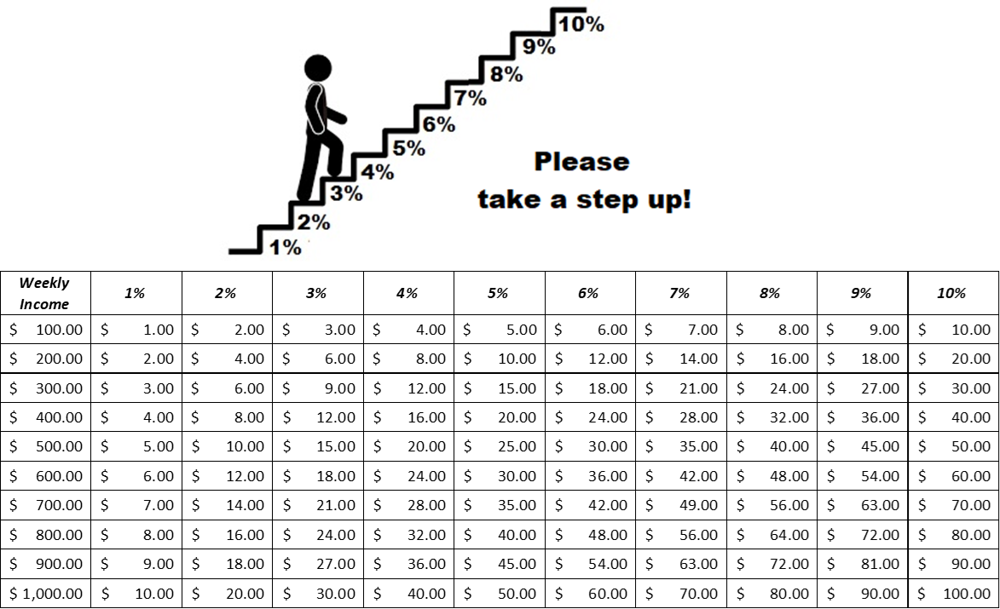 10%
9%
8%
7%
6%
5%
4%
3%
2%
1%
Please
take a step up!
Weekly Income 1% 2% 3% 4% 5% 6% 7% 8% 9% 10%
$ 100.00 $ 1.00 $ 2.00 $ 3.00 $ 4.00 $ 5.00 $ 6.00 $ 7.00 $ 8.00 $ 9.00 $ 10.00
$ 200.00 $ 2.00 $ 4.00 $ 6.00 $ 8.00 $ 10.00 $ 12.00 $ 14.00 $ 16.00 $ 18.00 $ 20.00
$ 300.00 $ 3.00 $ 6.00 $ 9.00 $ 12.00 $ 15.00 $ 18.00 $ 21.00 $ 24.00 $ 27.00 $ 30.00
$ 400.00 $ 4.00 $ 8.00 $ 12.00 $ 16.00 $ 20.00 $ 24.00 $ 28.00 $ 32.00 $ 36.00 $ 40.00
$ 500.00 $ 5.00 $ 10.00 $ 15.00 $ 20.00 $ 25.00 $ 30.00 $ 35.00 $ 40.00 $ 45.00 $ 50.00
$ 600.00 $ 6.00 $ 12.00 $ 18.00 $ 24.00 $ 30.00 $ 36.00 $ 42.00 $ 48.00 $ 54.00 $ 60.00
$ 700.00 $ 7.00 $ 14.00 $ 21.00 $ 28.00 $ 35.00 $ 42.00 $ 49.00 $ 56.00 $ 63.00 $ 70.00
$ 800.00 $ 8.00 $ 16.00 $ 24.00 $ 32.00 $ 40.00 $ 48.00 $ 56.00 $ 64.00 $ 72.00 $ 80.00
$ 900.00 $ 9.00 $ 18.00 $ 27.00 $ 36.00 $ 45.00 $ 54.00 $ 63.00 $ 72.00 $ 81.00 $ 90.00
$ 1,000.00 $ 10.00 $ 20.00 $ 30.00 $ 40.00 $ 50.00 $ 60.00 $ 70.00 $ 80.00 $ 90.00 $ 100.00